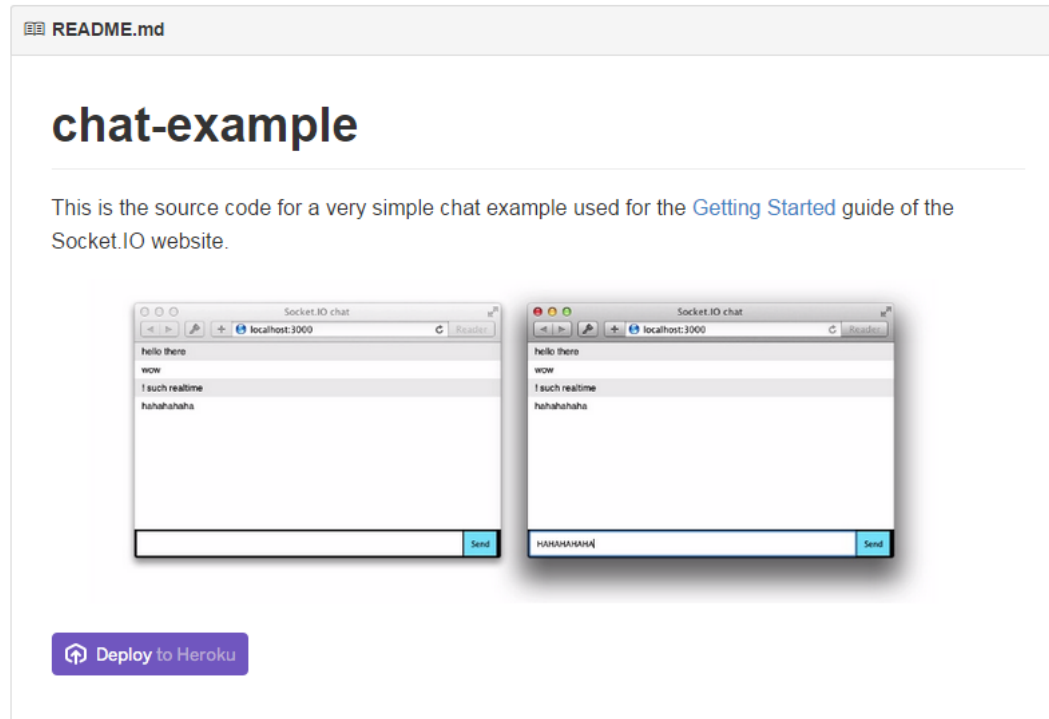 README.md
chat-example
This is the source code for a very simple chat example used for the Getting Started guide of the
Socket.IO website.
Socket.IO chat
localhost:3000
Reader
hello there
wow
! such realtime
hahahahaha
Send
Socket.IO chat
localhost:3000
Reader
hello there
wow
! such realtime
hahahahaha
HAHAHAHAHA
Send
Deploy to Heroku